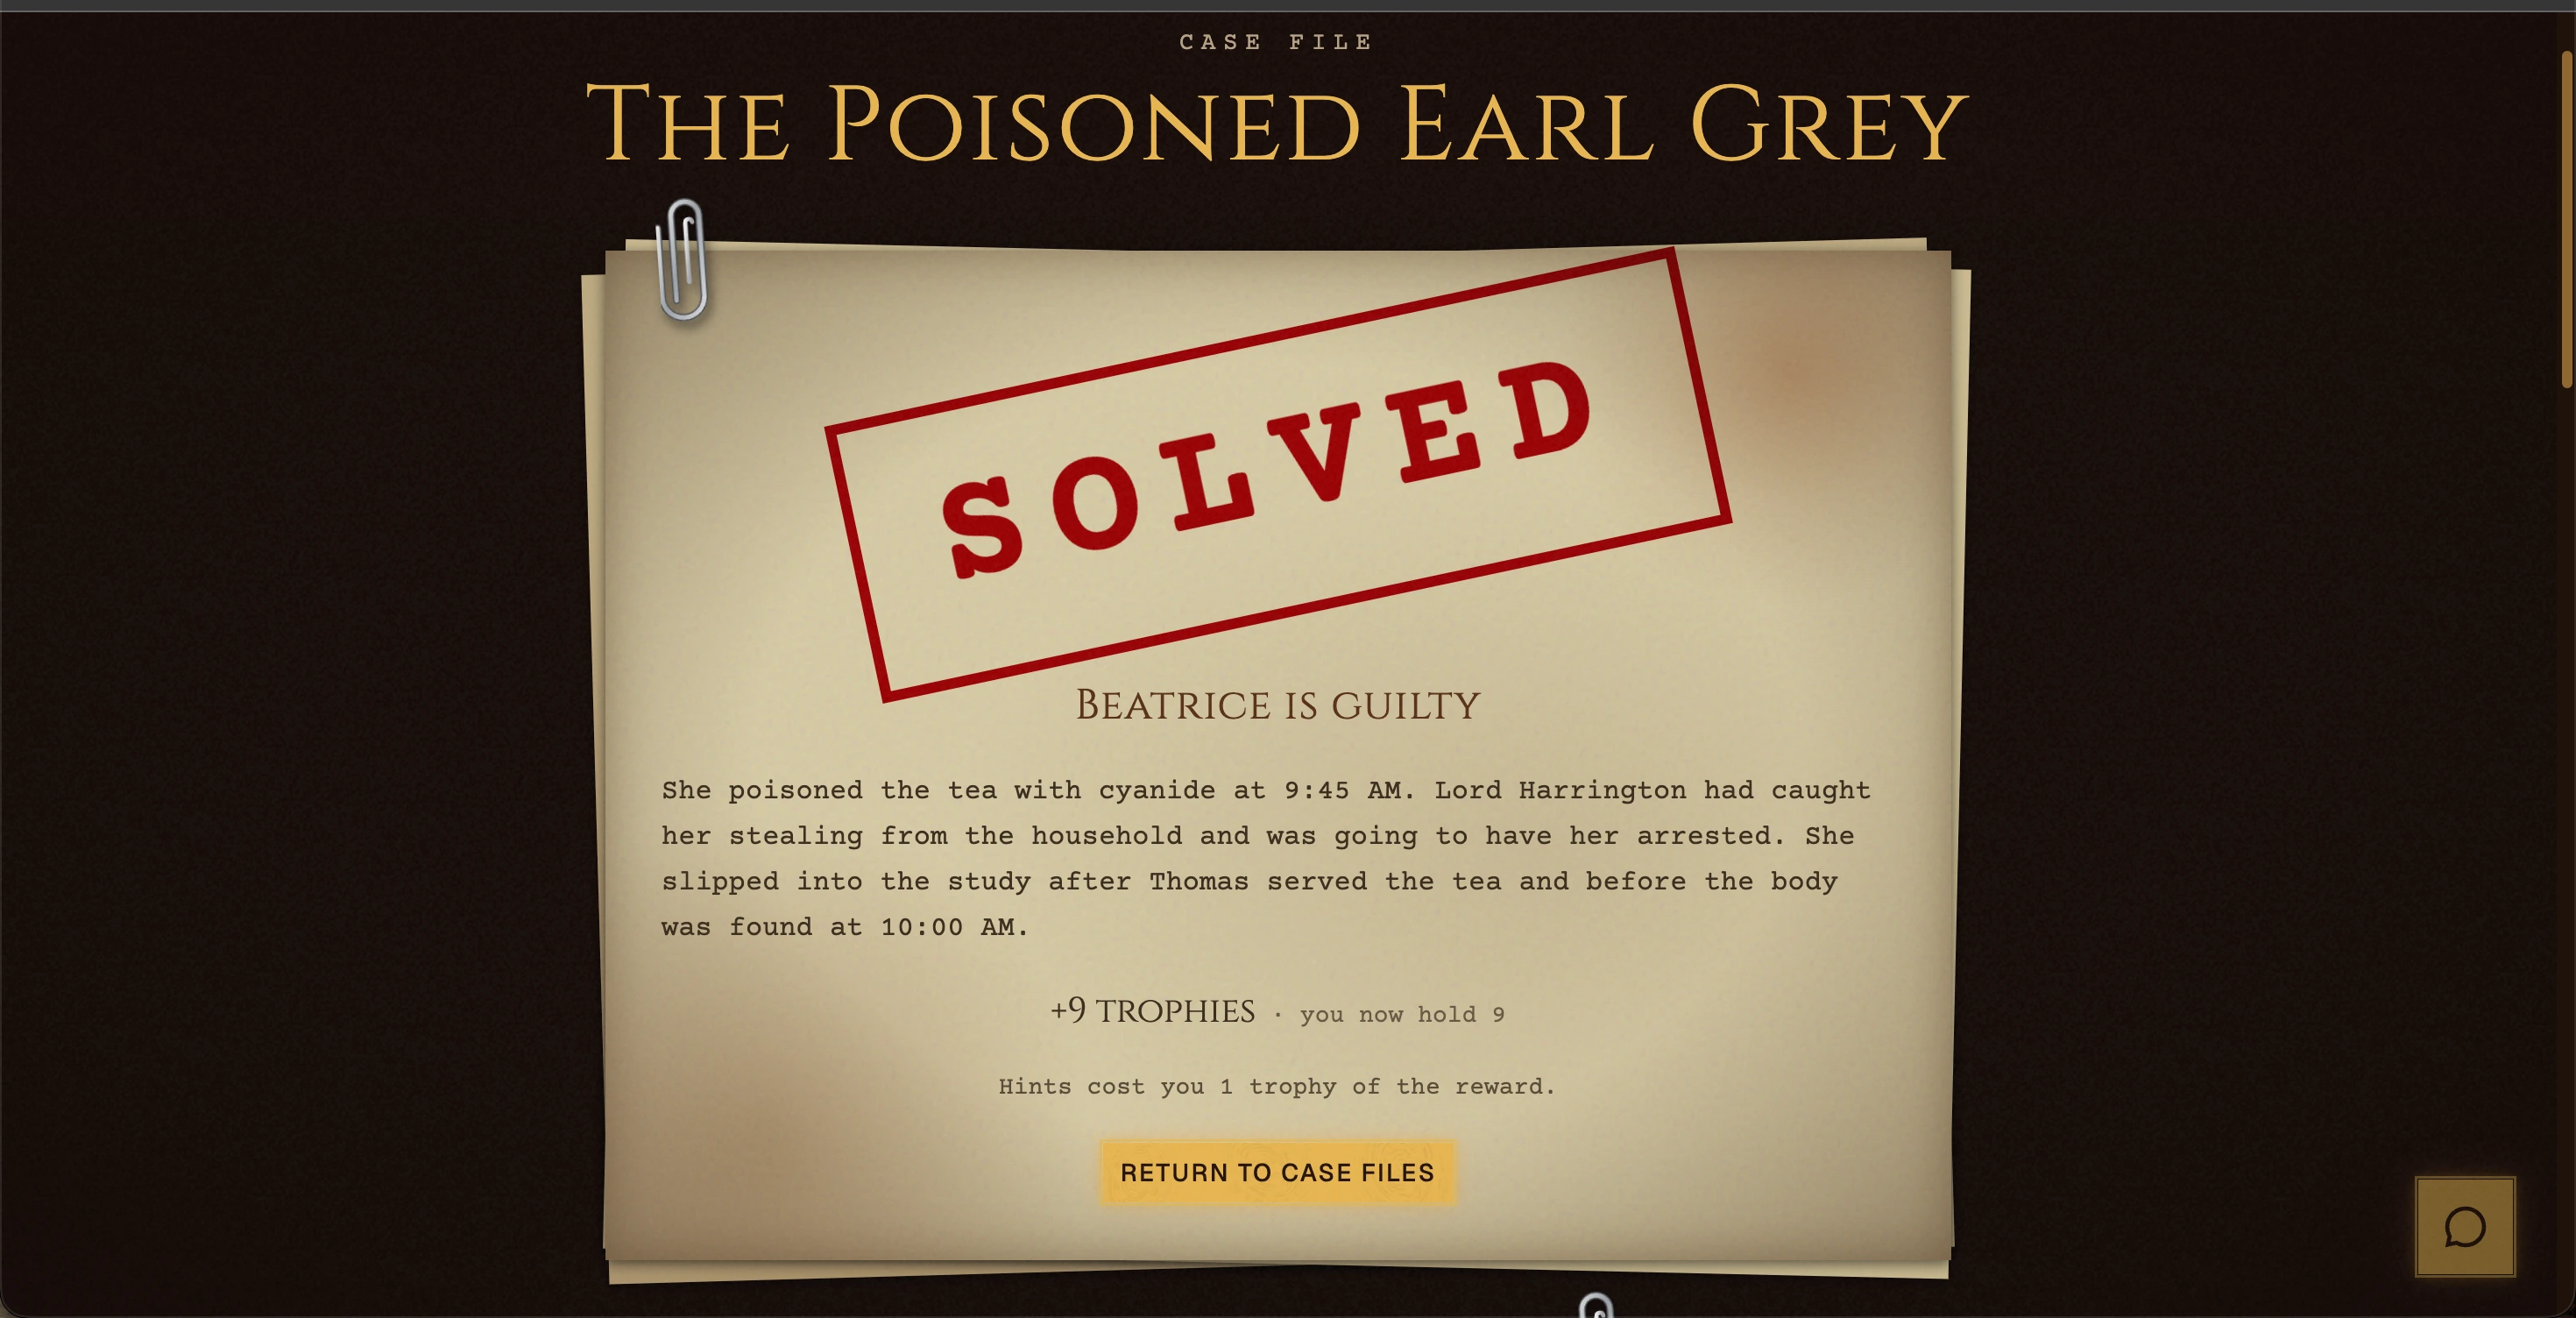 CASE FILE
The Poisoned Earl Grey
SOLVED
Beatrice is guilty
She poisoned the tea with cyanide at 9:45 AM. Lord Harrington had caught
her stealing from the household and was going to have her arrested. She
slipped into the study after Thomas served the tea and before the body
was found at 10:00 AM.
+9 trophies · you now hold 9
Hints cost you 1 trophy of the reward.
RETURN TO CASE FILES